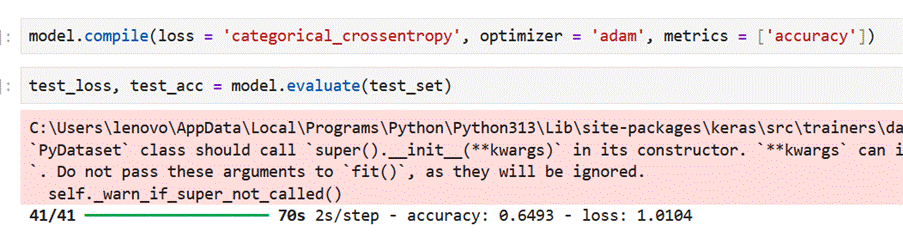 ]: model.compile(loss = 'categorical_crossentropy', optimizer = 'adam', metrics = ['accuracy'])
]: test_loss, test_acc = model.evaluate(test_set)
C:\Users\lenovo\AppData\Local\Programs\Python\Python313\Lib\site-packages\keras\src\trainers\da
`PyDataset` class should call `super().__init__(**kwargs)` in its constructor. `**kwargs` can i
`. Do not pass these arguments to `fit()`, as they will be ignored.
self._warn_if_super_not_called()
41/41 ━━━━━━━━━━━━━━━━━━━━ 70s 2s/step - accuracy: 0.6493 - loss: 1.0104